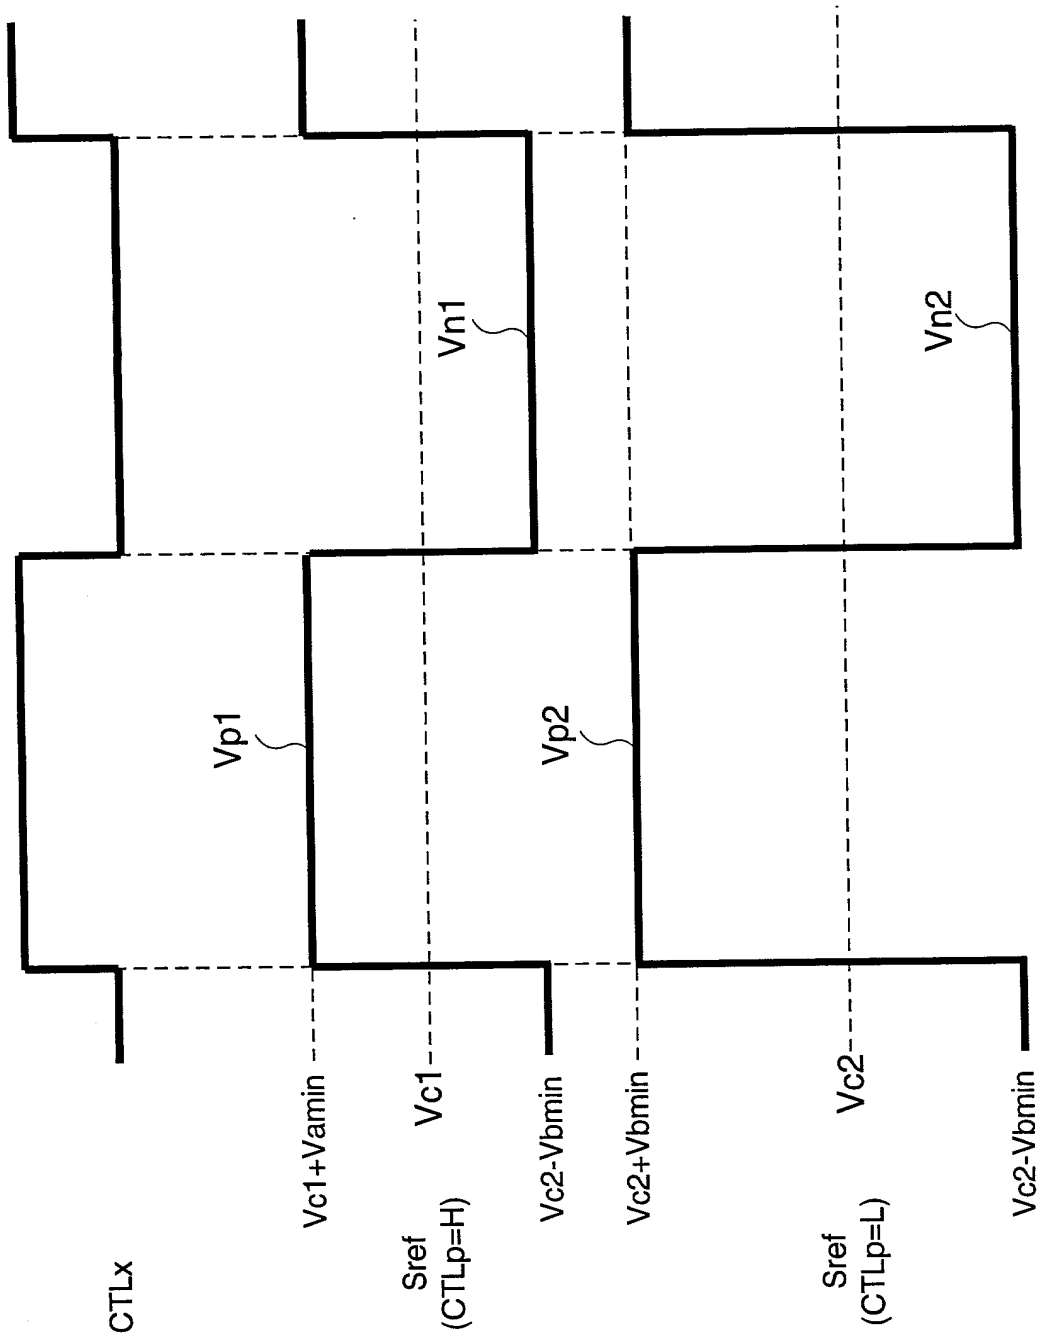 CTLx
Vc1+Vamin
Vp1
Sref
(CTLp=H)
Vc1
Vn1
Vc2-Vbmin
Vc2+Vbmin
Vp2
Sref
(CTLp=L)
Vc2
Vn2
Vc2-Vbmin